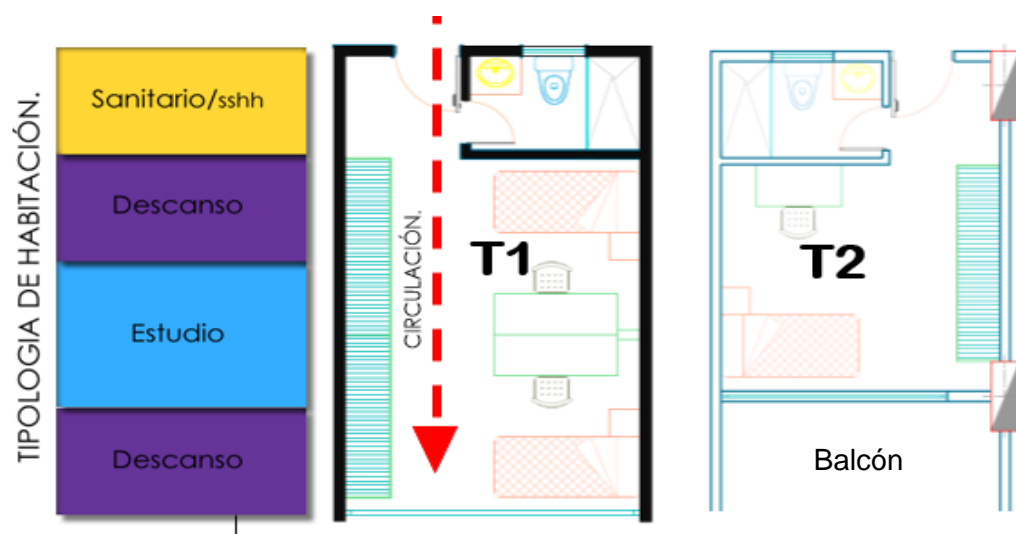 TIPOLOGIA DE HABITACIÓN.
Sanitario/sshh
Descanso
Estudio
Descanso
CIRCULACIÓN.
T1
T2
Balcón